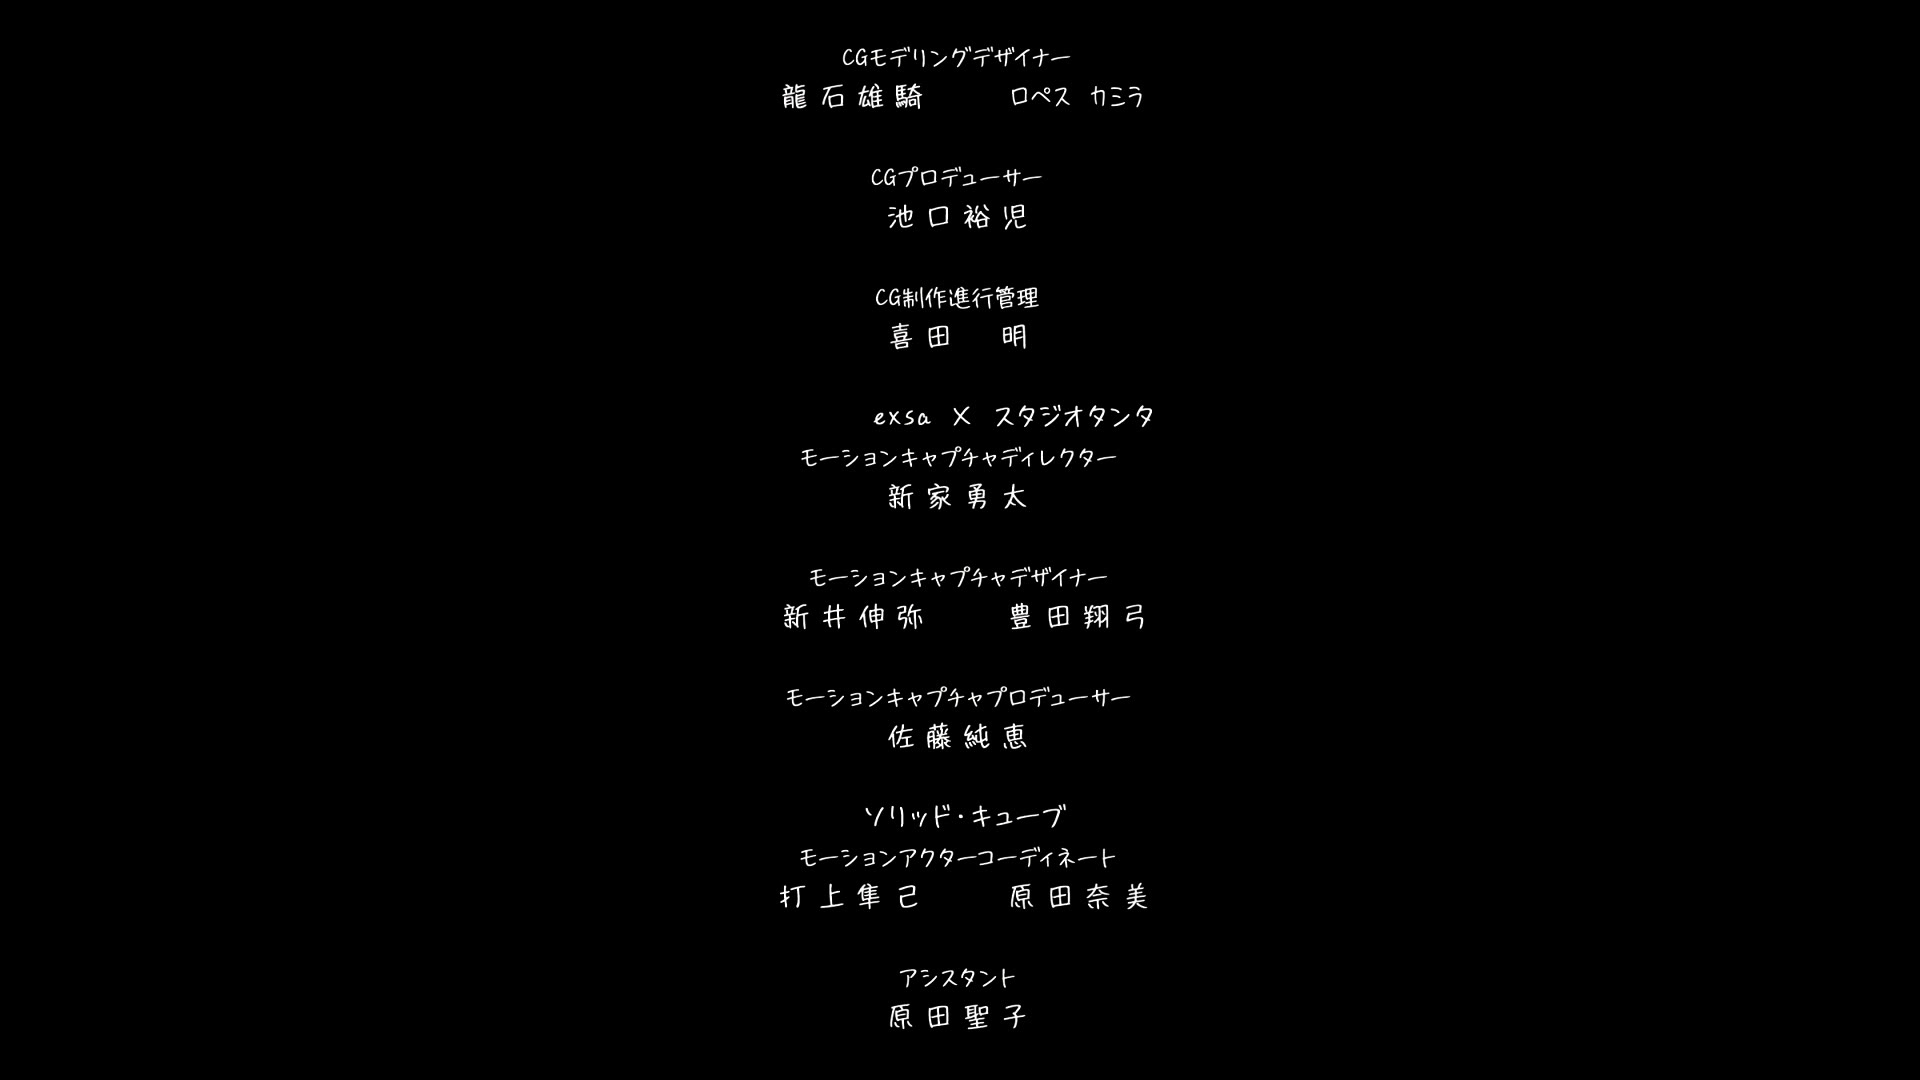 CGモデリングデザイナー
龍石雄騎 ロペス カミラ
CGプロデューサー
池口裕児
CG制作進行管理
喜田 明
exsa × スタジオタンタ
モーションキャプチャディレクター
新家勇太
モーションキャプチャデザイナー
新井伸弥 豊田翔弓
モーションキャプチャプロデューサー
佐藤純恵
ソリッド・キューブ
モーションアクターコーディネート
打上隼己 原田奈美
アシスタント
原田聖子